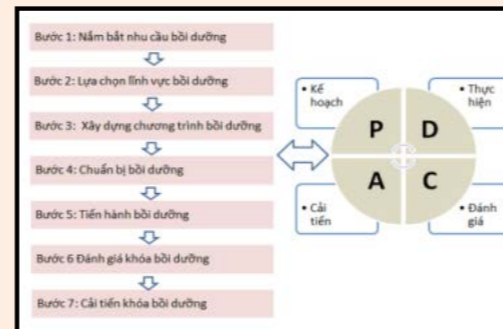 Bước 1: Nắm bắt nhu cầu bồi dưỡng
Bước 2: Lựa chọn lĩnh vực bồi dưỡng
Bước 3: Xây dựng chương trình bồi dưỡng
Bước 4: Chuẩn bị bồi dưỡng
Bước 5: Tiến hành bồi dưỡng
Bước 6 Đánh giá khóa bồi dưỡng
Bước 7: Cải tiến khóa bồi dưỡng
• Kế
hoạch
• Thực
hiện
P D
A C
• Cải
tiến
• Đánh
giá